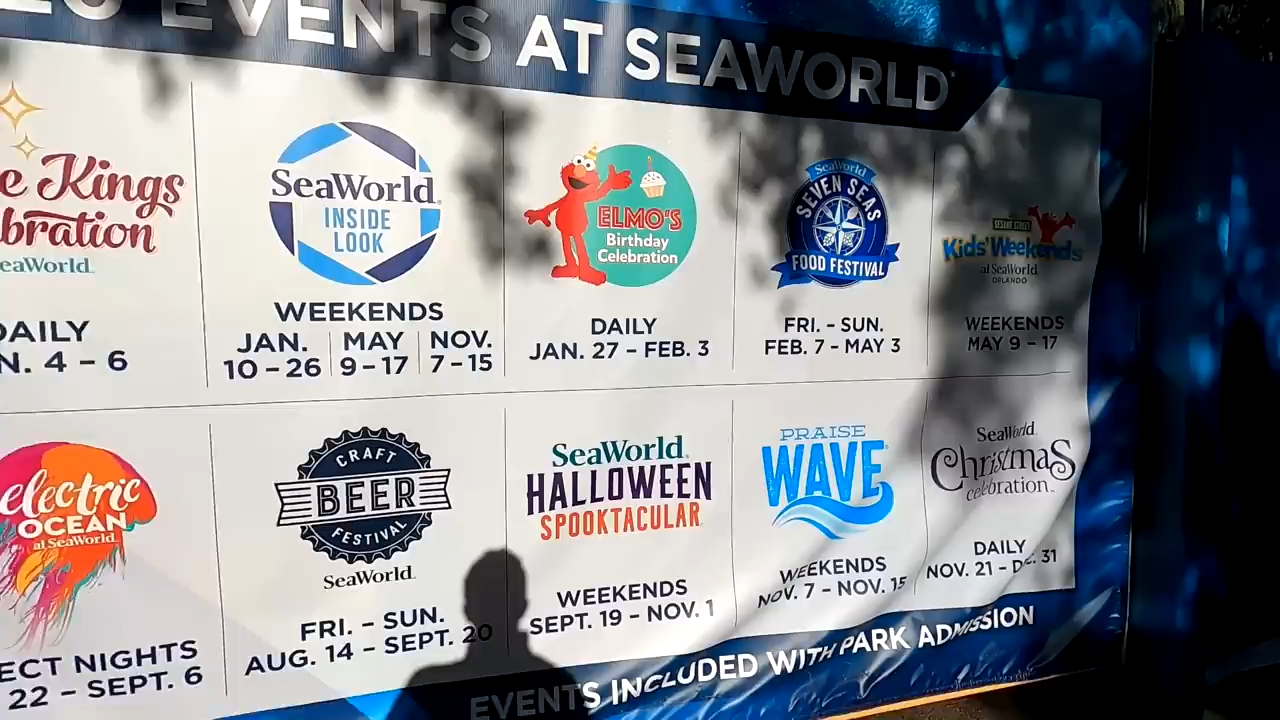 EVENTS AT SEAWORLD
e Kings
bration
eaWorld.
DAILY
N. 4 – 6
SeaWorld
INSIDE
LOOK
WEEKENDS
JAN.
10 – 26
MAY
9 – 17
NOV.
7 – 15
ELMO'S
Birthday
Celebration
DAILY
JAN. 27 – FEB. 3
SeaWorld
SEVEN SEAS
FOOD FESTIVAL
FRI. – SUN.
FEB. 7 – MAY 3
SESAME STREET
Kids' Weekends
at SeaWorld.
ORLANDO
WEEKENDS
MAY 9 – 17
electric
OCEAN
at SeaWorld.
ECT NIGHTS
22 – SEPT. 6
CRAFT
BEER
FESTIVAL
SeaWorld.
FRI. – SUN.
AUG. 14 – SEPT. 20
SeaWorld
HALLOWEEN
SPOOKTACULAR
WEEKENDS
SEPT. 19 – NOV. 1
PRAISE
WAVE
WEEKENDS
NOV. 7 – NOV. 15
SeaWorld.
Christmas
celebration
DAILY
NOV. 21 – DEC. 31
EVENTS INCLUDED WITH PARK ADMISSION